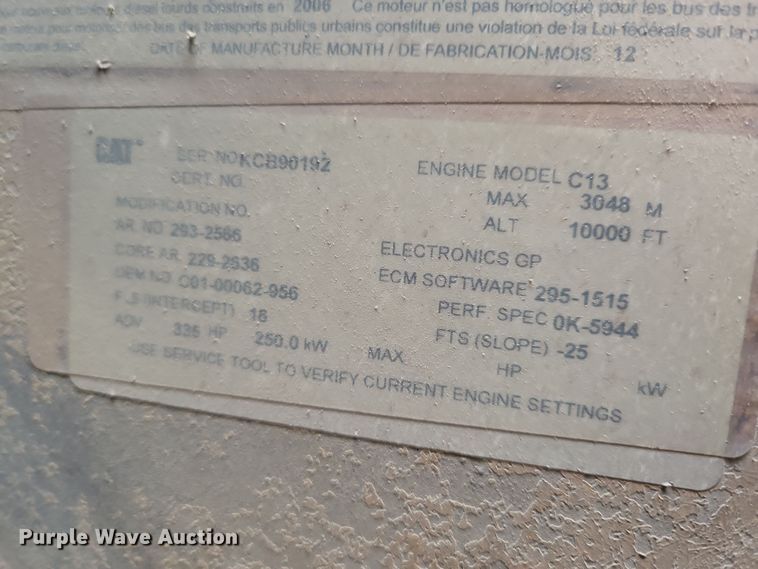 diesel lourds construits en 2006 Ce moteur n'est pas homologué pour les bus
des transports publics urbains constitue une violation de la Loi fédérale sur la
DATE OF MANUFACTURE MONTH / DE FABRICATION-MOIS 12
CAT SER NO KCB90192 ENGINE MODEL C13
CERT. NO. MAX 3048 M
MODIFICATION NO. ALT 10000 FT
AR NO 293-2566 ELECTRONICS GP
CORE AR 229-2936 ECM SOFTWARE 295-1515
OEM NO C01-00062-956 PERF. SPEC 0K-5944
(INTERCEPT) 18 FTS (SLOPE) -25
ADV 335 HP 250.0 kW MAX HP kW
USE SERVICE TOOL TO VERIFY CURRENT ENGINE SETTINGS
Purple Wave Auction